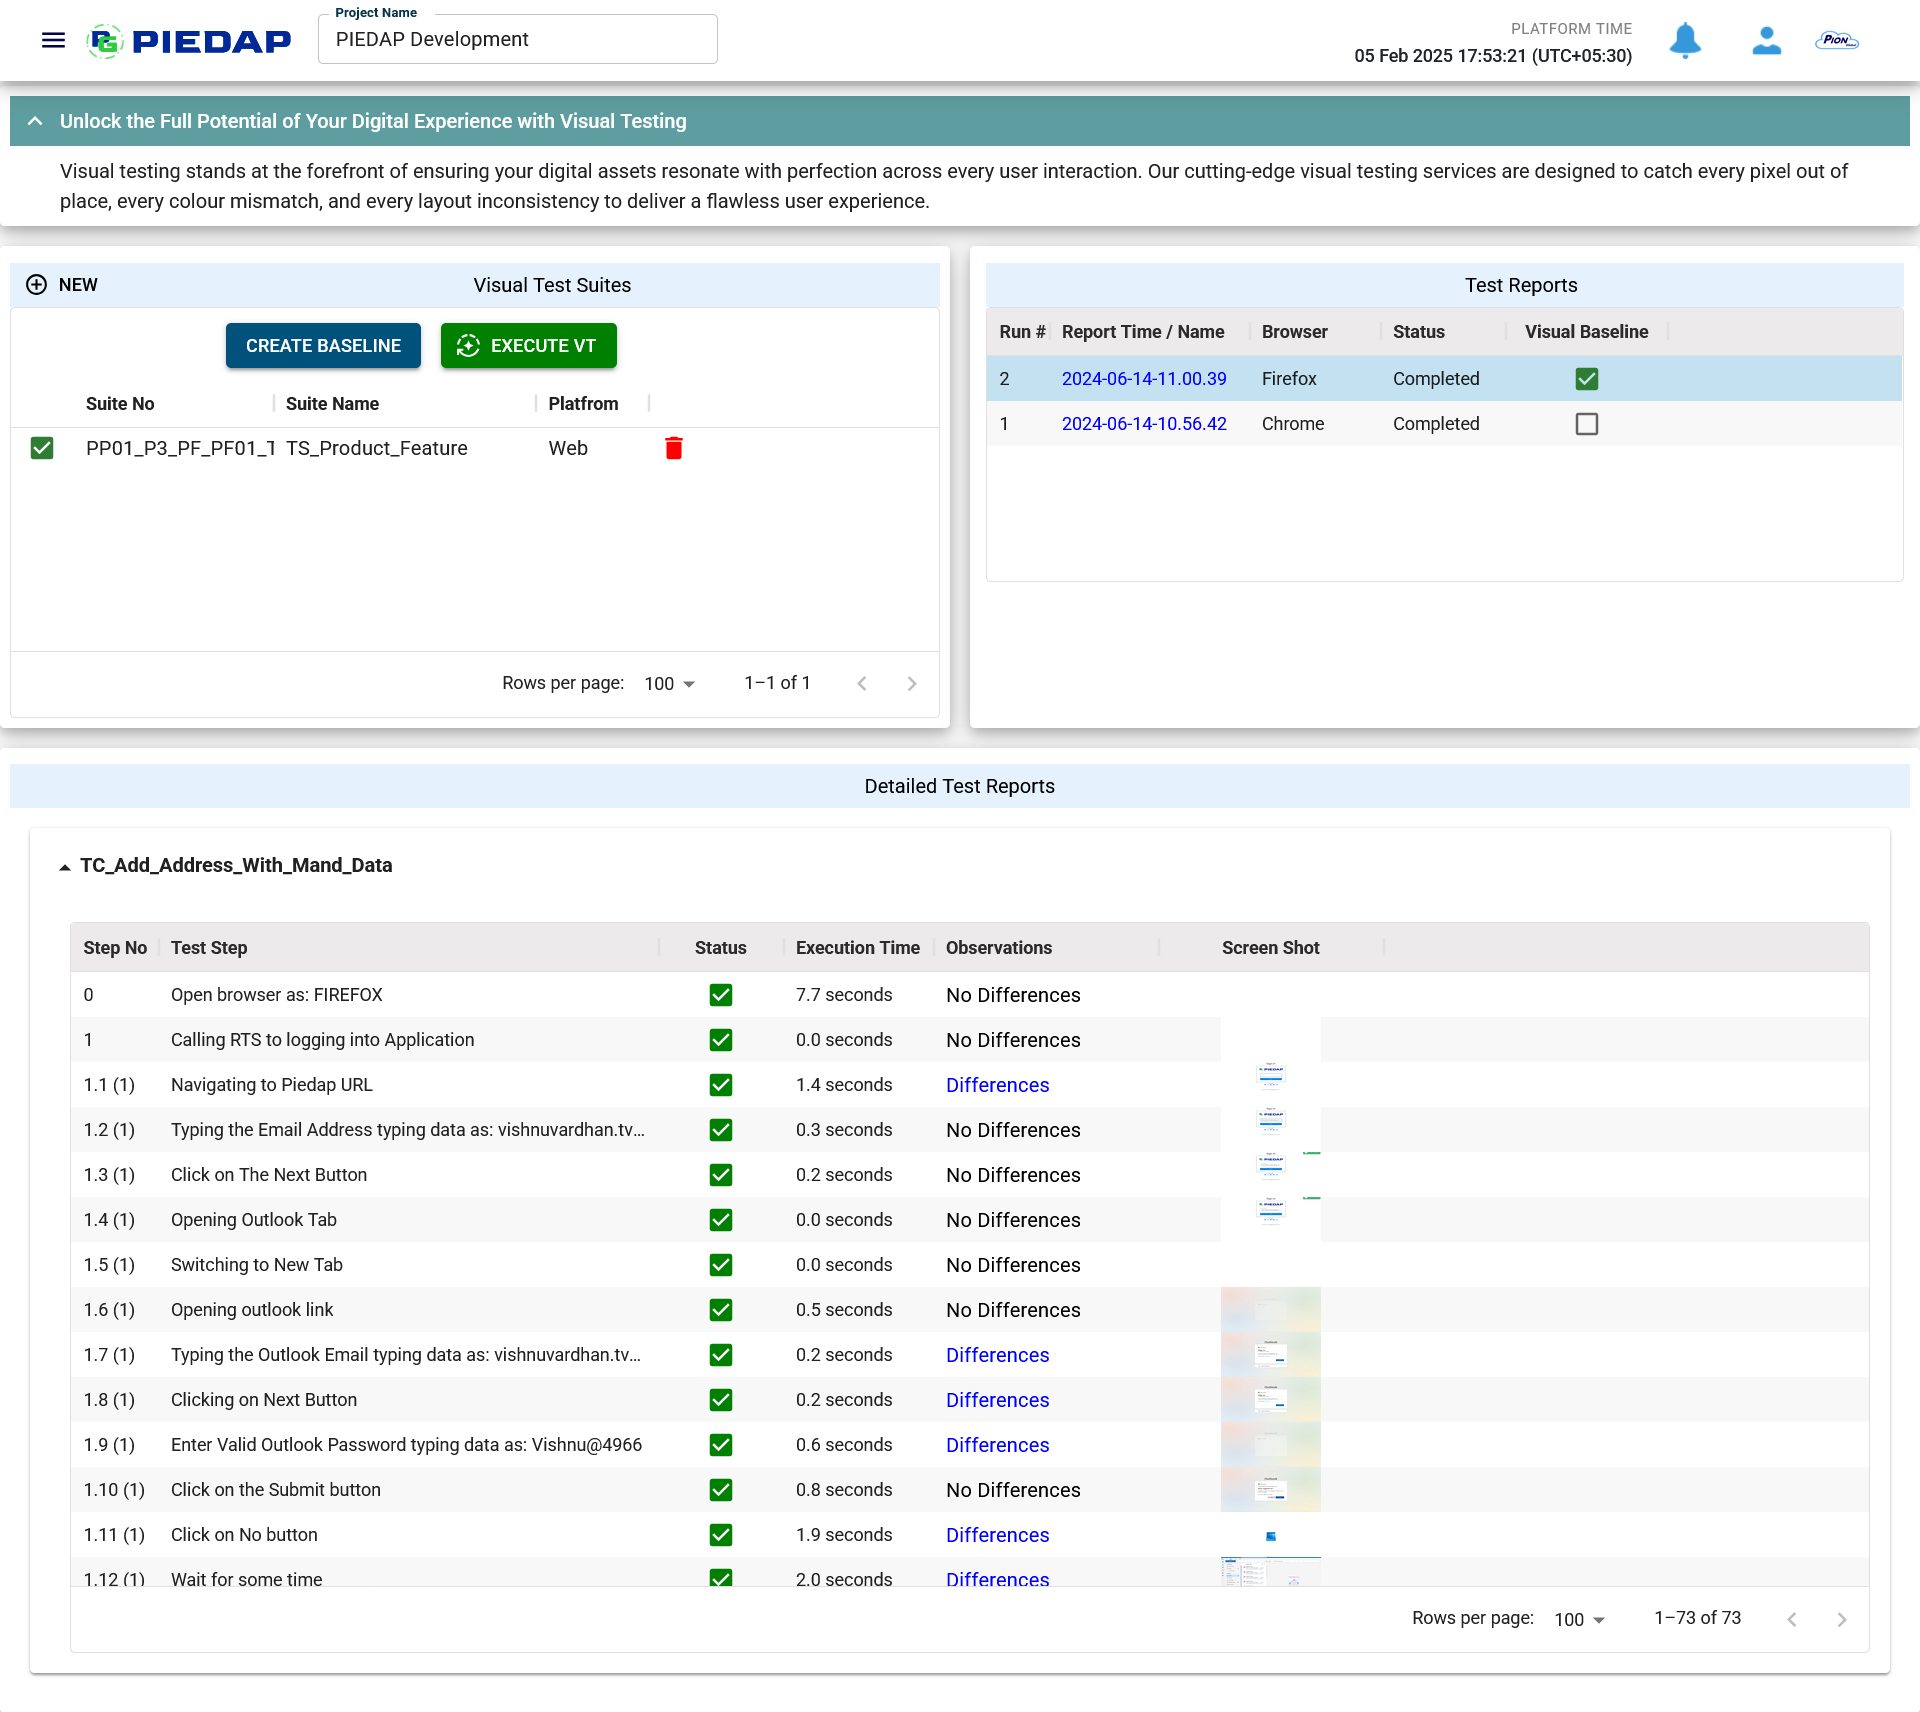 PIEDAP
Project Name
PIEDAP Development
PLATFORM TIME
05 Feb 2025 17:53:21 (UTC+05:30)
Pion
Unlock the Full Potential of Your Digital Experience with Visual Testing
Visual testing stands at the forefront of ensuring your digital assets resonate with perfection across every user interaction. Our cutting-edge visual testing services are designed to catch every pixel out of
place, every colour mismatch, and every layout inconsistency to deliver a flawless user experience.
NEW Visual Test Suites
CREATE BASELINE EXECUTE VT
Suite No Suite Name Platfrom
PP01_P3_PF_PF01_T TS_Product_Feature Web
Rows per page: 100 1–1 of 1
Test Reports
Run # Report Time / Name Browser Status Visual Baseline
2 2024-06-14-11.00.39 Firefox Completed
1 2024-06-14-10.56.42 Chrome Completed
Detailed Test Reports
TC_Add_Address_With_Mand_Data
Step No Test Step Status Execution Time Observations Screen Shot
0 Open browser as: FIREFOX 7.7 seconds No Differences
1 Calling RTS to logging into Application 0.0 seconds No Differences
1.1 (1) Navigating to Piedap URL 1.4 seconds Differences
1.2 (1) Typing the Email Address typing data as: vishnuvardhan.tv... 0.3 seconds No Differences
1.3 (1) Click on The Next Button 0.2 seconds No Differences
1.4 (1) Opening Outlook Tab 0.0 seconds No Differences
1.5 (1) Switching to New Tab 0.0 seconds No Differences
1.6 (1) Opening outlook link 0.5 seconds No Differences
1.7 (1) Typing the Outlook Email typing data as: vishnuvardhan.tv... 0.2 seconds Differences
1.8 (1) Clicking on Next Button 0.2 seconds Differences
1.9 (1) Enter Valid Outlook Password typing data as: Vishnu@4966 0.6 seconds Differences
1.10 (1) Click on the Submit button 0.8 seconds No Differences
1.11 (1) Click on No button 1.9 seconds Differences
1.12 (1) Wait for some time 2.0 seconds Differences
Rows per page: 100 1–73 of 73